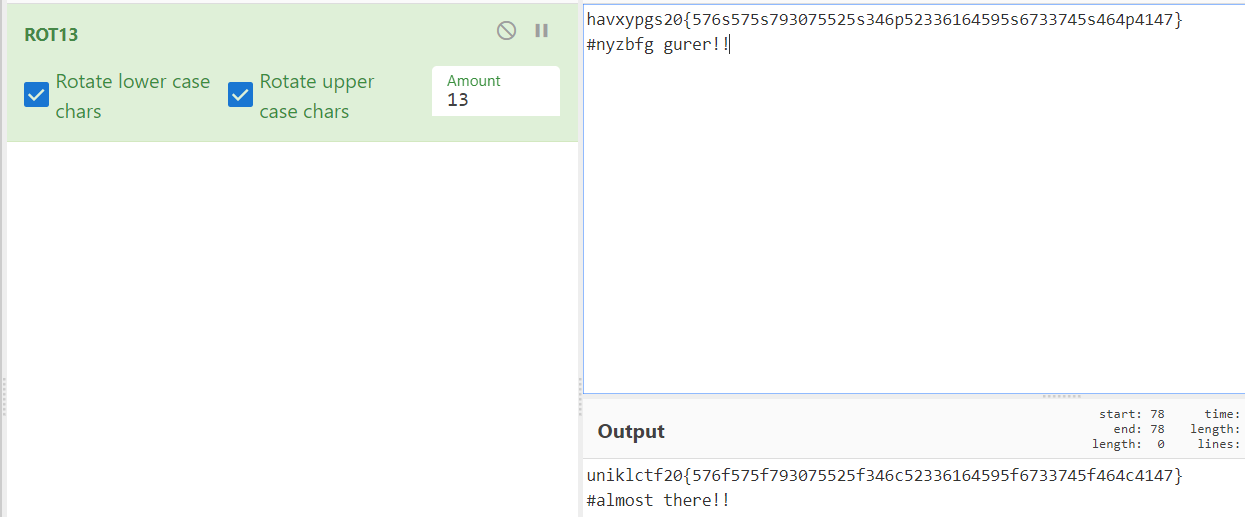 ROT13
Rotate lower case chars
Rotate upper case chars
Amount
13
havxypgs20{576s575s793075525s346p52336164595s6733745s464p4147}
#nyzbfg gurer!!
Output
start: 78
end: 78
length: 0
time:
length:
lines:
uniklctf20{576f575f793075525f346c52336164595f6733745f464c4147}
#almost there!!